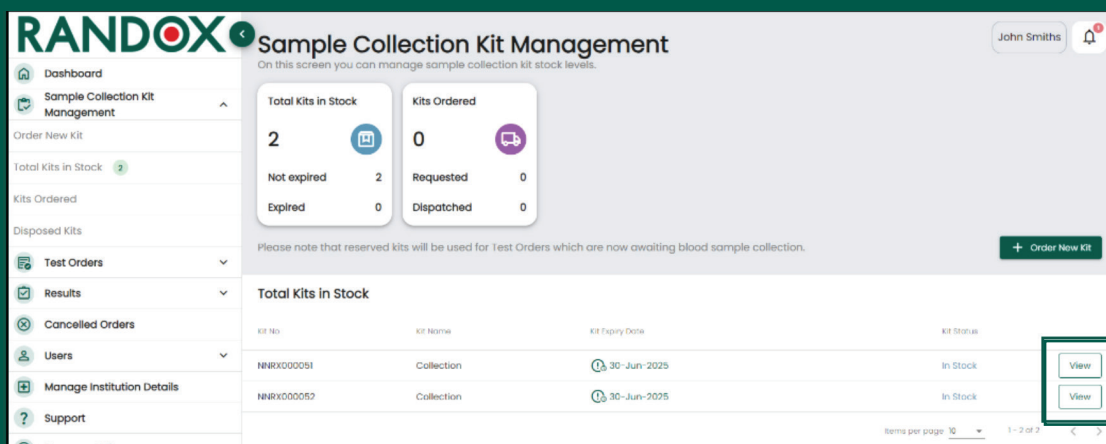 RANDOX
Dashboard
Sample Collection Kit
Management
Order New Kit
Total Kits in Stock 2
Kits Ordered
Disposed Kits
Test Orders
Results
Cancelled Orders
Users
Manage Institution Details
Support
Sample Collection Kit Management
On this screen you can manage sample collection kit stock levels.
John Smiths
Total Kits in Stock
2
Not expired 2
Expired 0
Kits Ordered
0
Requested 0
Dispatched 0
Please note that reserved kits will be used for Test Orders which are now awaiting blood sample collection.
+ Order New Kit
Total Kits in Stock
Kit No Kit Name Kit Expiry Date Kit Status
NNRX000051 Collection 30-Jun-2025 In Stock View
NNRX000052 Collection 30-Jun-2025 In Stock View
Items per page 10 1 - 2 of 2